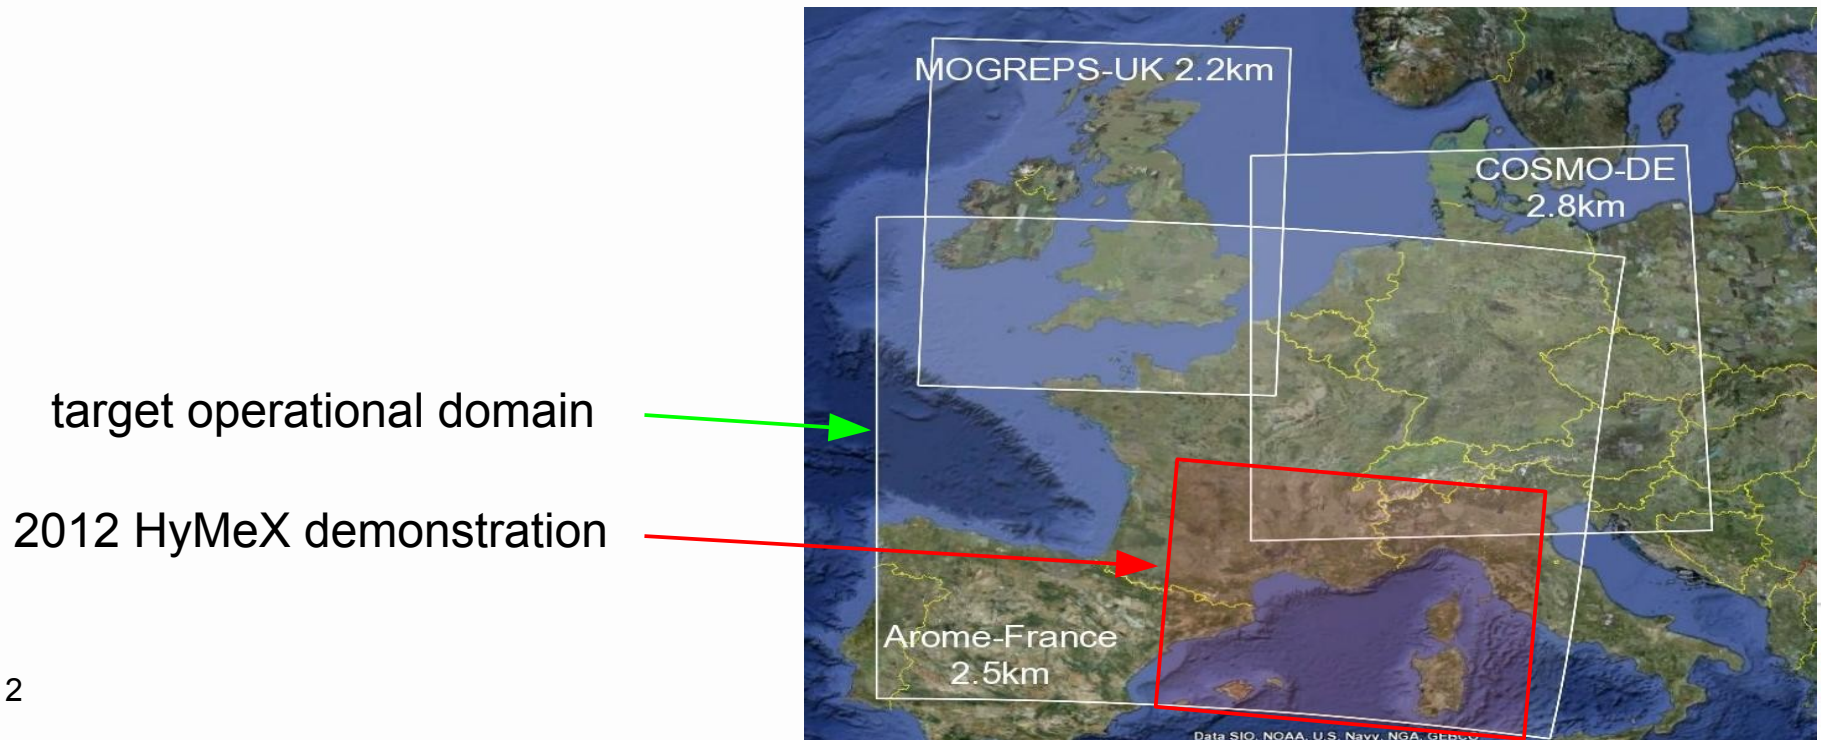 MOGREPS-UK 2.2km
COSMO-DE
2.8km
target operational domain
2012 HyMeX demonstration
Arome-France
2.5km
2
Data SIO, NOAA, U.S. Navy, NGA, GEBCO